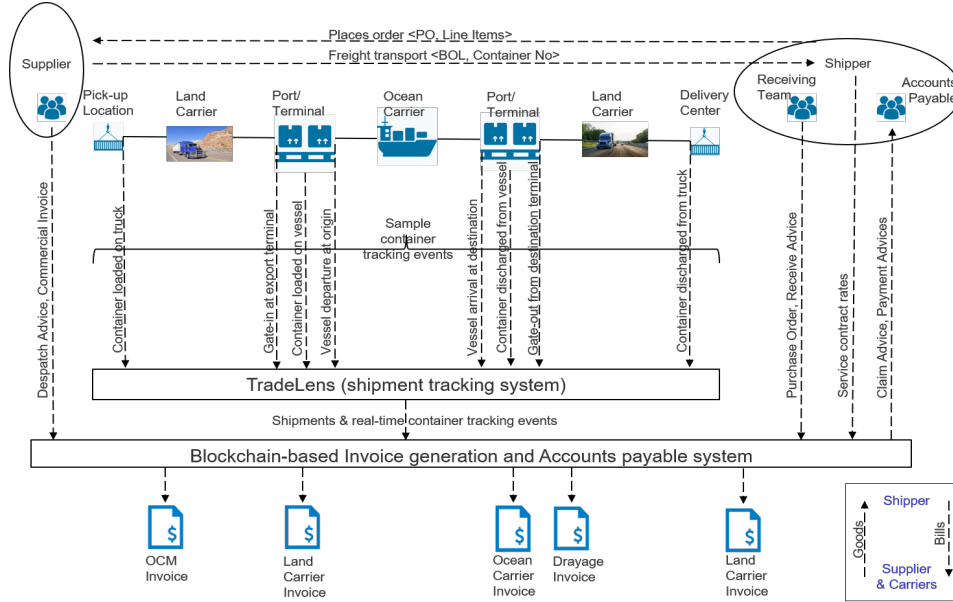 Places order <PO, Line Items>
Freight transport <BOL, Container No>
Supplier
Shipper
Pick-up
Location
Land
Carrier
Port/
Terminal
Ocean
Carrier
Port/
Terminal
Land
Carrier
Delivery
Center
Receiving
Team
Accounts
Payable
Despatch Advice, Commercial Invoice
Container loaded on truck
Gate-in at export terminal
Container loaded on vessel
Vessel departure at origin
Sample
container
tracking events
Vessel arrival at destination
Container discharged from vessel
Gate-out from destination terminal
Container discharged from truck
Purchase Order, Receive Advice
Service contract rates
Claim Advice, Payment Advices
TradeLens (shipment tracking system)
Shipments & real-time container tracking events
Blockchain-based Invoice generation and Accounts payable system
$
$
$
$
$
OCM
Invoice
Land
Carrier
Invoice
Ocean
Carrier
Invoice
Drayage
Invoice
Land
Carrier
Invoice
Shipper
Goods
Bills
Supplier
& Carriers